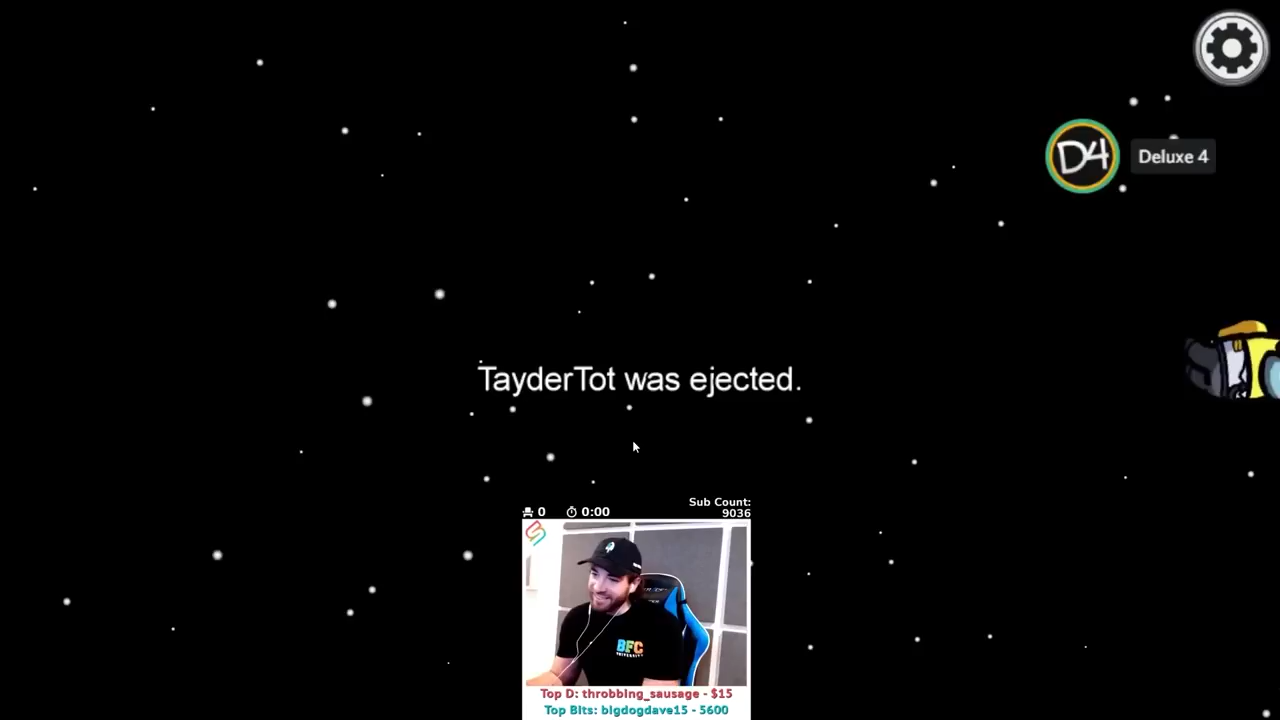 D4
Deluxe 4
TayderTot was ejected.
0
0:00
Sub Count:
9036
BFC
Top D: throbbing_sausage - $15
Top Bits: bigdogdave15 - 5600